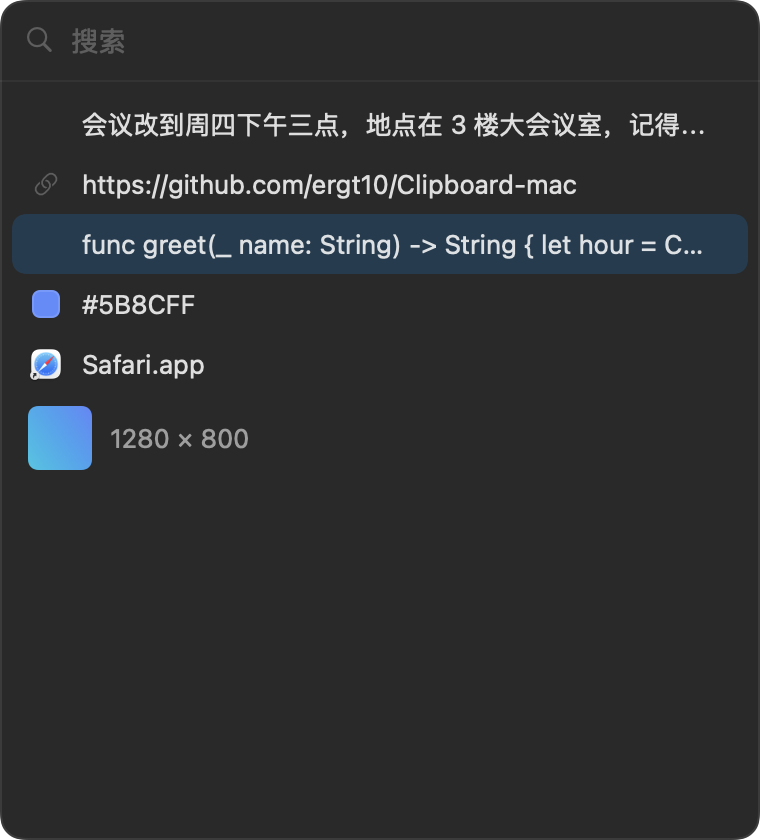 搜索
会议改到周四下午三点，地点在 3 楼大会议室，记得...
https://github.com/ergt10/Clipboard-mac
func greet(_ name: String) -> String { let hour = C...
#5B8CFF
Safari.app
1280 × 800